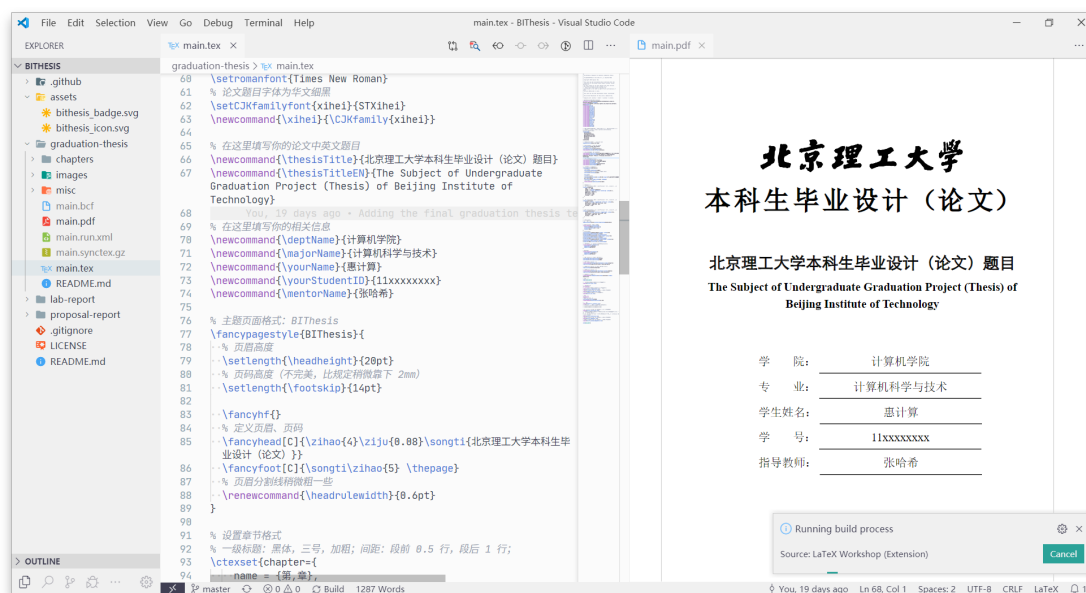 File Edit Selection View Go Debug Terminal Help
main.tex - BIThesis - Visual Studio Code
EXPLORER
BITHESIS
.github
assets
bithesis_badge.svg
bithesis_icon.svg
graduation-thesis
chapters
images
misc
main.bcf
main.pdf
main.run.xml
main.synctex.gz
main.tex
README.md
lab-report
proposal-report
.gitignore
LICENSE
README.md
OUTLINE
main.tex
graduation-thesis > main.tex
60 \setromanfont{Times New Roman}
61 % 论文题目字体为华文细黑
62 \setCJKfamilyfont{xihei}{STXihei}
63 \newcommand{\xihei}{\CJKfamily{xihei}}
64
65 % 在这里填写你的论文中英文题目
66 \newcommand{\thesisTitle}{北京理工大学本科生毕业设计（论文）题目}
67 \newcommand{\thesisTitleEN}{The Subject of Undergraduate
Graduation Project (Thesis) of Beijing Institute of
Technology}
68 You, 19 days ago • Adding the final graduation thesis te
69 % 在这里填写你的相关信息
70 \newcommand{\deptName}{计算机学院}
71 \newcommand{\majorName}{计算机科学与技术}
72 \newcommand{\yourName}{惠计算}
73 \newcommand{\yourStudentID}{11xxxxxxxx}
74 \newcommand{\mentorName}{张哈希}
75
76 % 主题页面格式：BIThesis
77 \fancypagestyle{BIThesis}{
78 % 页眉高度
79 \setlength{\headheight}{20pt}
80 % 页码高度（不完美，比规定稍微靠下 2mm）
81 \setlength{\footskip}{14pt}
82
83 \fancyhf{}
84 % 定义页眉、页码
85 \fancyhead[C]{\zihao{4}\ziju{0.08}\songti{北京理工大学本科生毕
业设计（论文）}}
86 \fancyfoot[C]{\songti\zihao{5} \thepage}
87 % 页眉分割线稍微粗一些
88 \renewcommand{\headrulewidth}{0.6pt}
89 }
90
91 % 设置章节格式
92 % 一级标题：黑体，三号，加粗；间距：段前 0.5 行，段后 1 行；
93 \ctexset{chapter={
94 name = {第,章},
main.pdf
北京理工大學
本科生毕业设计（论文）
北京理工大学本科生毕业设计（论文）题目
The Subject of Undergraduate Graduation Project (Thesis) of
Beijing Institute of Technology
学 院： 计算机学院
专 业： 计算机科学与技术
学生姓名： 惠计算
学 号： 11xxxxxxxx
指导教师： 张哈希
Running build process
Source: LaTeX Workshop (Extension)
Cancel
master 0 0 Build 1287 Words
You, 19 days ago Ln 68, Col 1 Spaces: 2 UTF-8 CRLF LaTeX 1